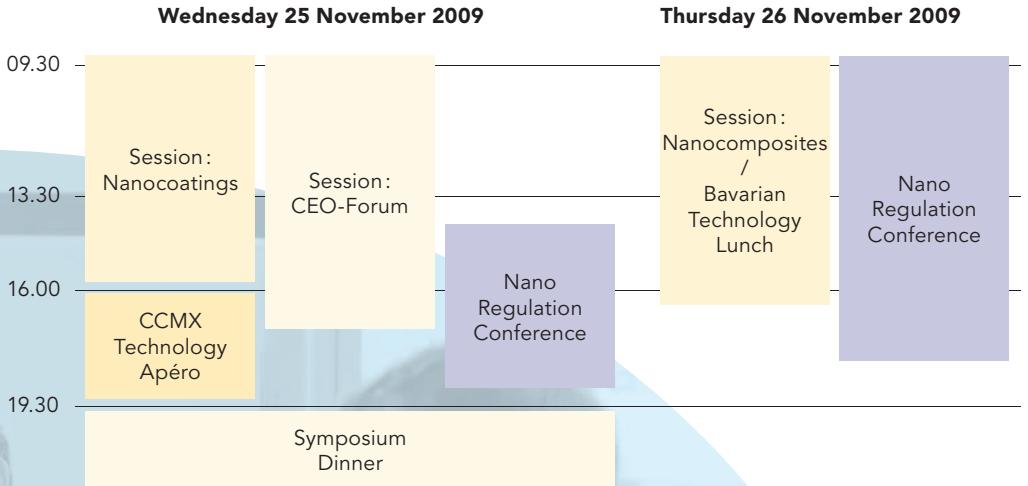 Wednesday 25 November 2009
Thursday 26 November 2009
09.30
13.30
16.00
19.30
Session:
Nanocoatings
Session:
CEO-Forum
CCMX
Technology
Apéro
Nano
Regulation
Conference
Symposium
Dinner
Session:
Nanocomposites
/
Bavarian
Technology
Lunch
Nano
Regulation
Conference